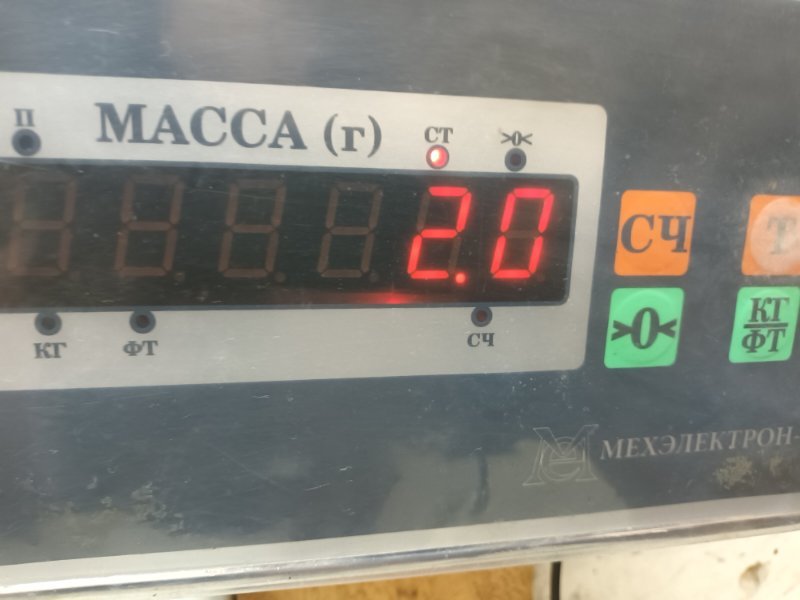 П
МАССА (г)
СТ
>0<
2.0
СЧ
Т
>0<
КГ
ФТ
КГ
ФТ
СЧ
МЕХЭЛЕКТРОН-